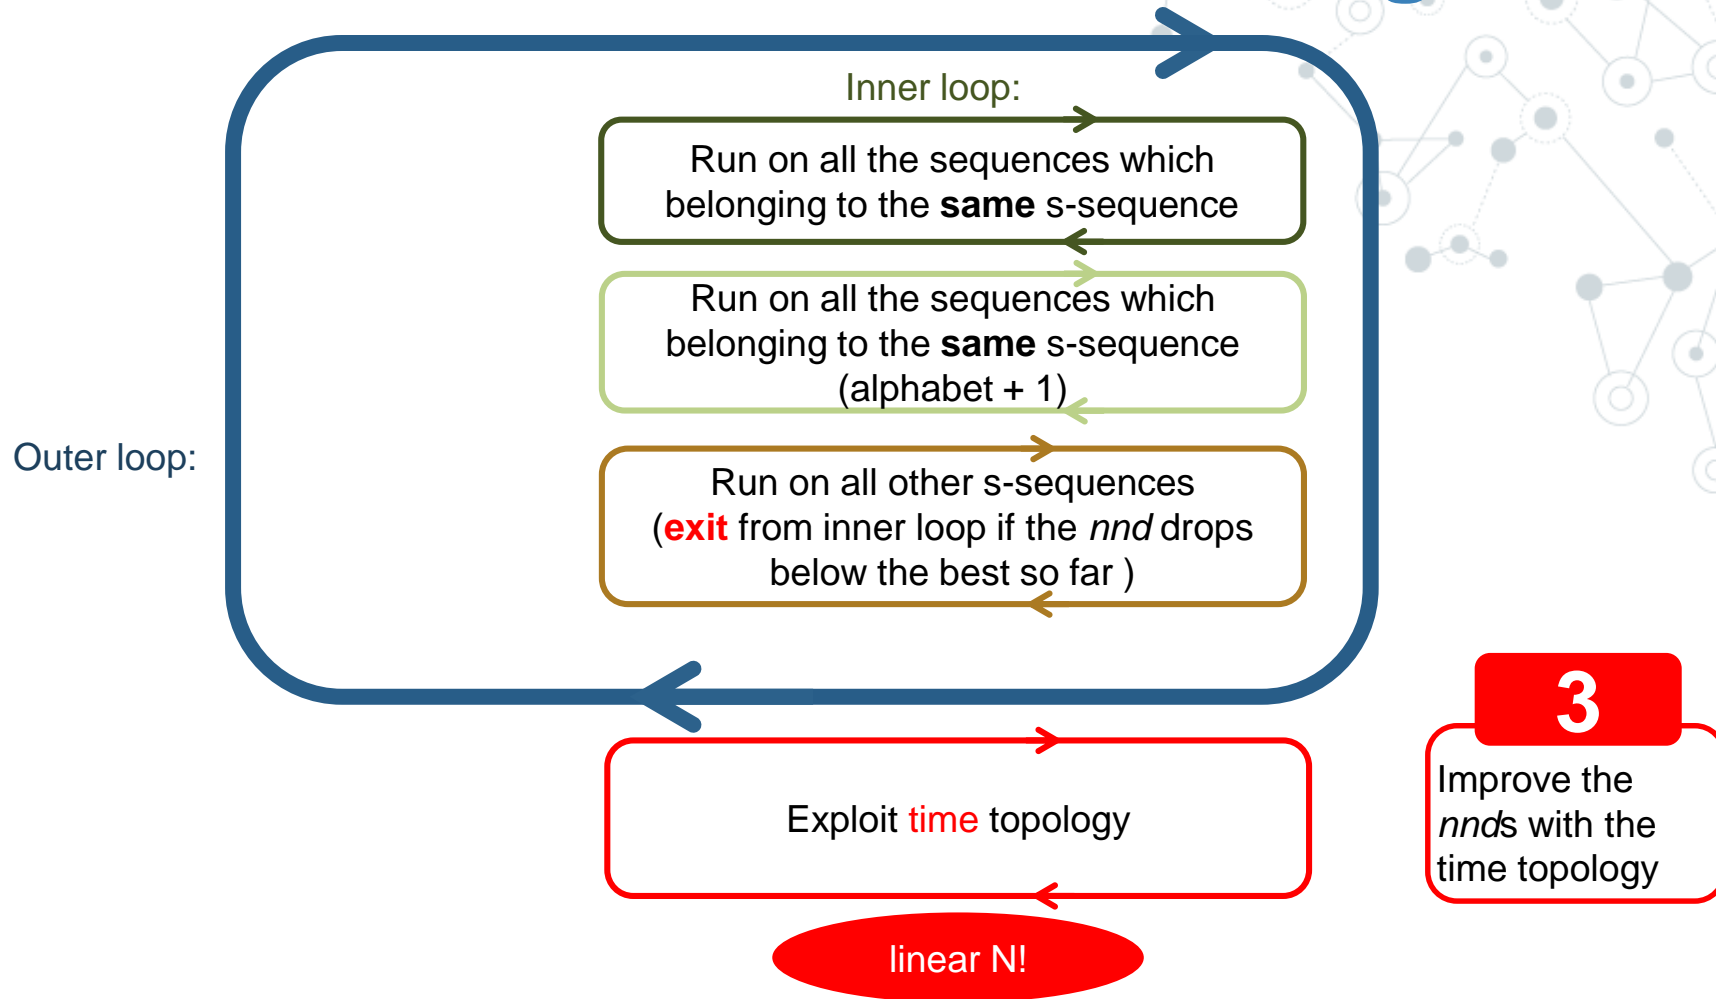 Inner loop:
Run on all the sequences which
belonging to the same s-sequence
Run on all the sequences which
belonging to the same s-sequence
(alphabet + 1)
Outer loop:
Run on all other s-sequences
(exit from inner loop if the nnd drops
below the best so far )
Exploit time topology
linear N!
3
Improve the
nnds with the
time topology